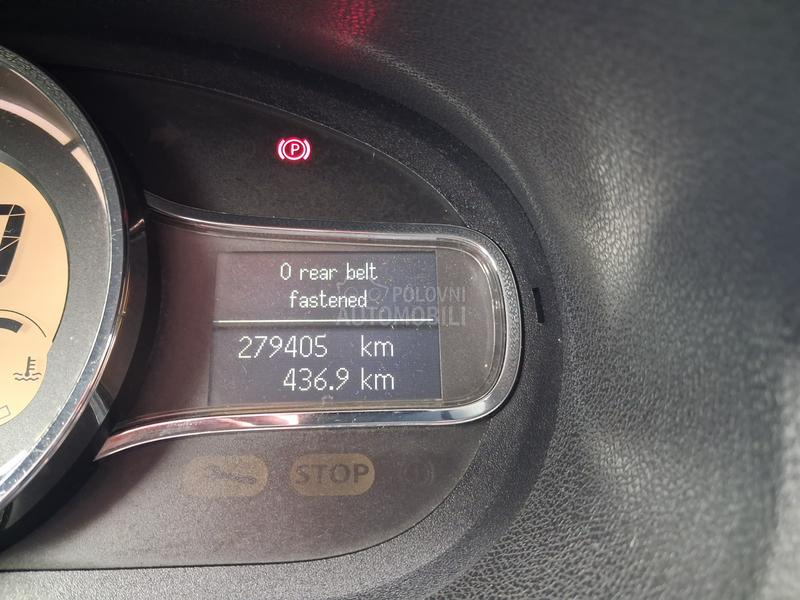 P
0 rear belt
fastened
POLOVNI
AUTOMOBILI
279405 km
436.9 km
STOP